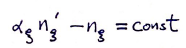 α_g n_g' − n_g = const